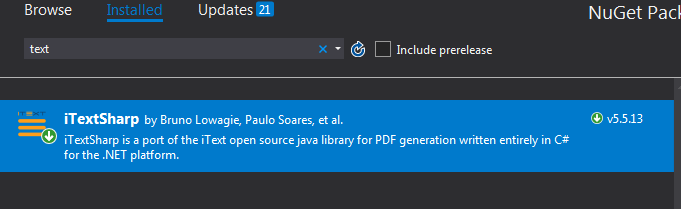 Browse Installed Updates 21 NuGet Pack
text Include prerelease
iTextSharp by Bruno Lowagie, Paulo Soares, et al. v5.5.13
iTextSharp is a port of the iText open source java library for PDF generation written entirely in C#
for the .NET platform.